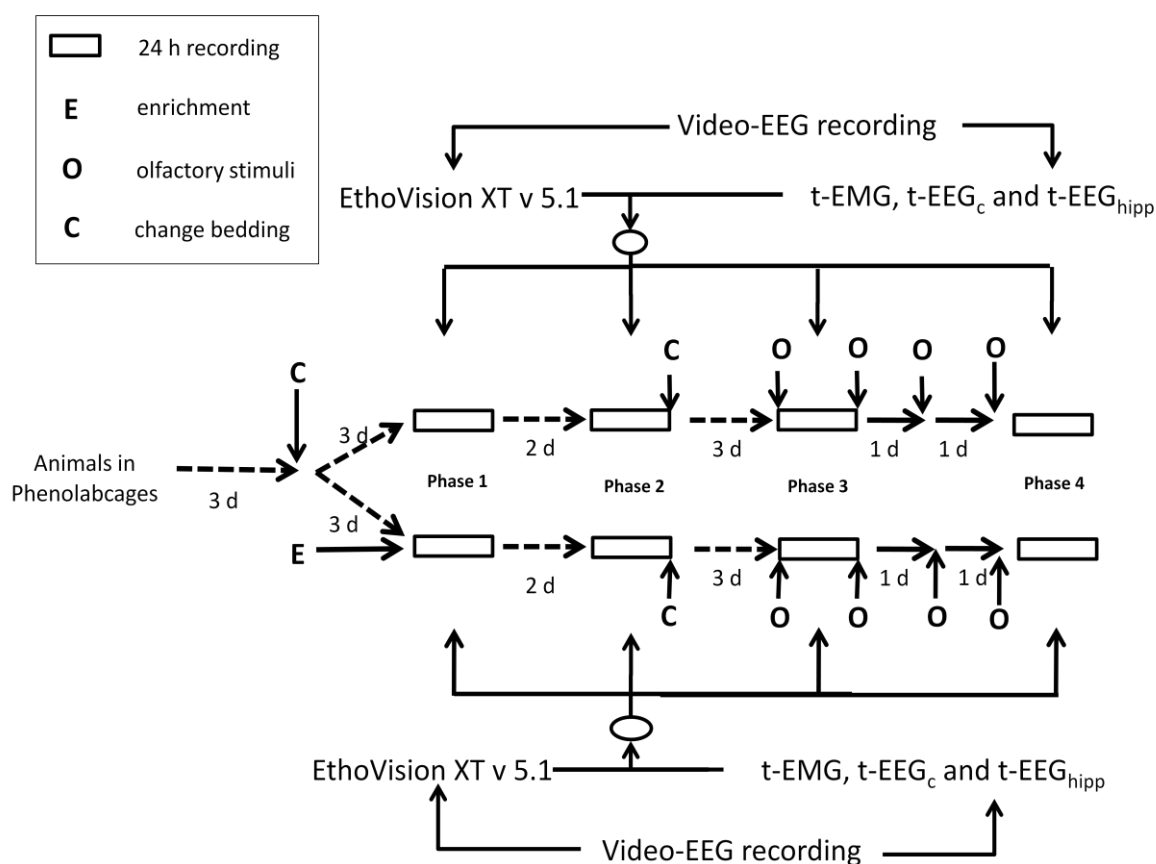 24 h recording
E enrichment
O olfactory stimuli
C change bedding
Video-EEG recording
EthoVision XT v 5.1 t-EMG, t-EEGc and t-EEGhipp
C O O O O
C
3 d 2 d 3 d 1 d 1 d
Animals in
Phenolabcages
3 d
Phase 1 Phase 2 Phase 3 Phase 4
3 d
E
2 d 3 d 1 d 1 d
C O O O O
EthoVision XT v 5.1 t-EMG, t-EEGc and t-EEGhipp
Video-EEG recording